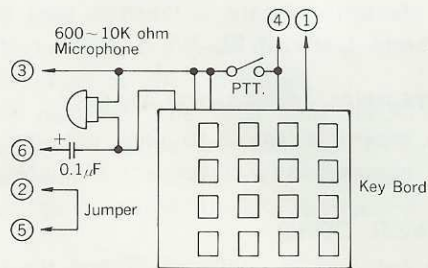 600~10K ohm
Microphone
④ ①
③
PTT.
⑥
+
0.1μF
②
Jumper
⑤
Key Bord